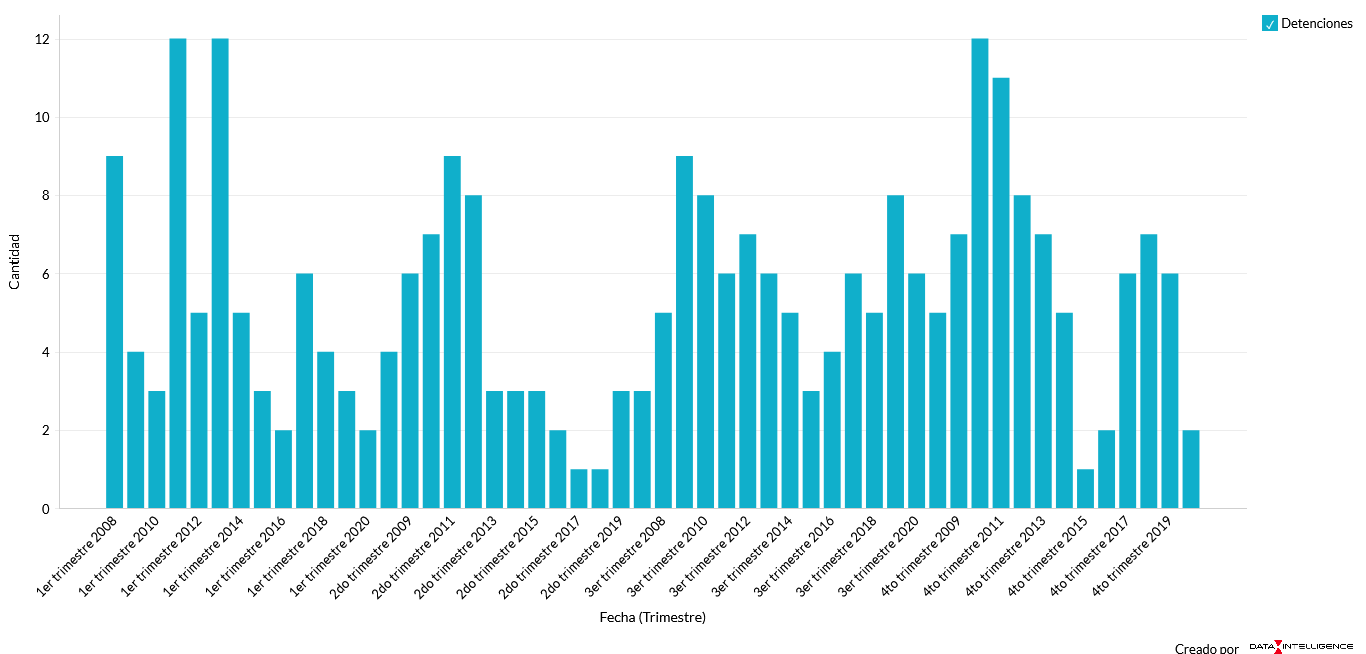 Detenciones
12
10
8
6
4
2
0
Cantidad
1er trimestre 2008
1er trimestre 2010
1er trimestre 2012
1er trimestre 2014
1er trimestre 2016
1er trimestre 2018
1er trimestre 2020
2do trimestre 2009
2do trimestre 2011
2do trimestre 2013
2do trimestre 2015
2do trimestre 2017
2do trimestre 2019
3er trimestre 2008
3er trimestre 2010
3er trimestre 2012
3er trimestre 2014
3er trimestre 2016
3er trimestre 2018
3er trimestre 2020
4to trimestre 2009
4to trimestre 2011
4to trimestre 2013
4to trimestre 2015
4to trimestre 2017
4to trimestre 2019
Fecha (Trimestre)
Creado por DATA INTELLIGENCE